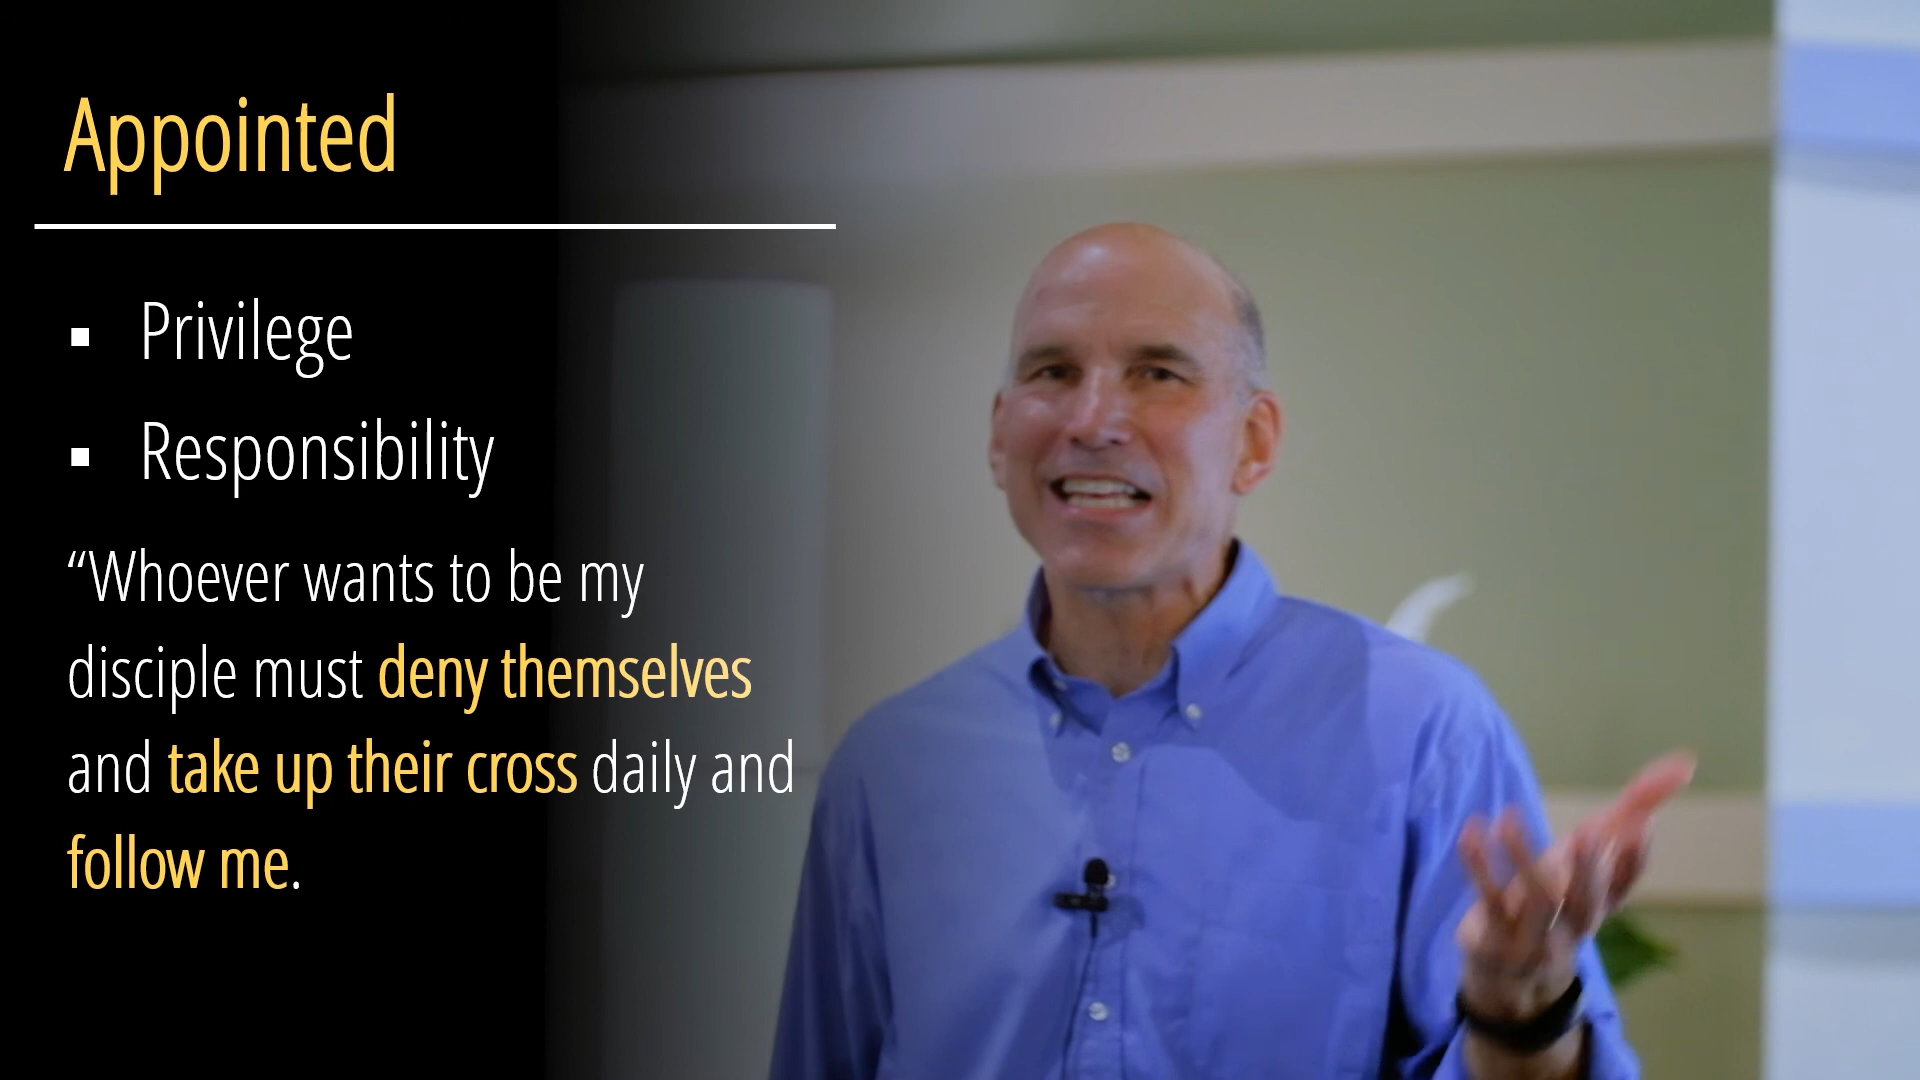 Appointed
▪ Privilege
▪ Responsibility
“Whoever wants to be my
disciple must deny themselves
and take up their cross daily and
follow me.